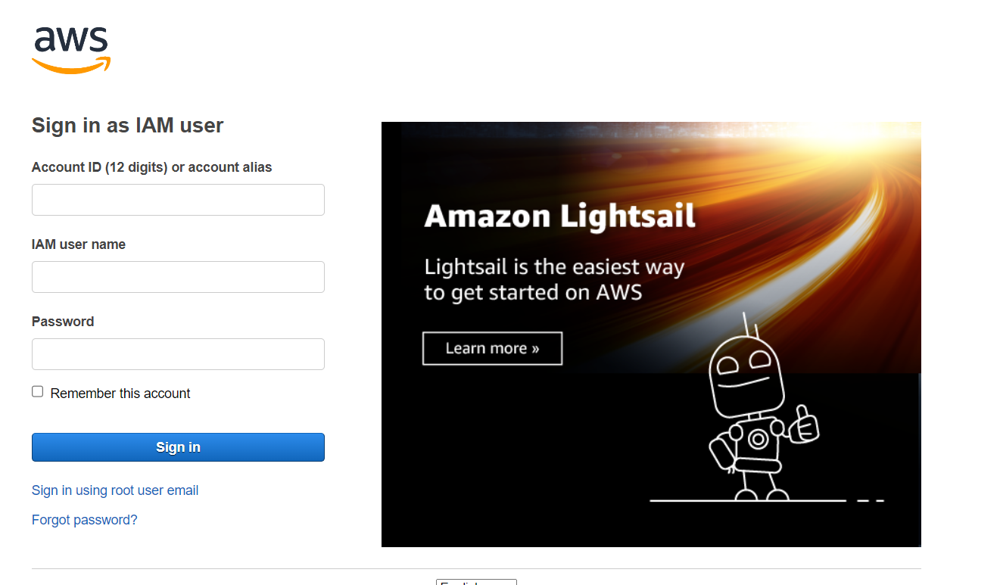 aws
Sign in as IAM user
Account ID (12 digits) or account alias
IAM user name
Password
Remember this account
Sign in
Sign in using root user email
Forgot password?
Amazon Lightsail
Lightsail is the easiest way
to get started on AWS
Learn more »